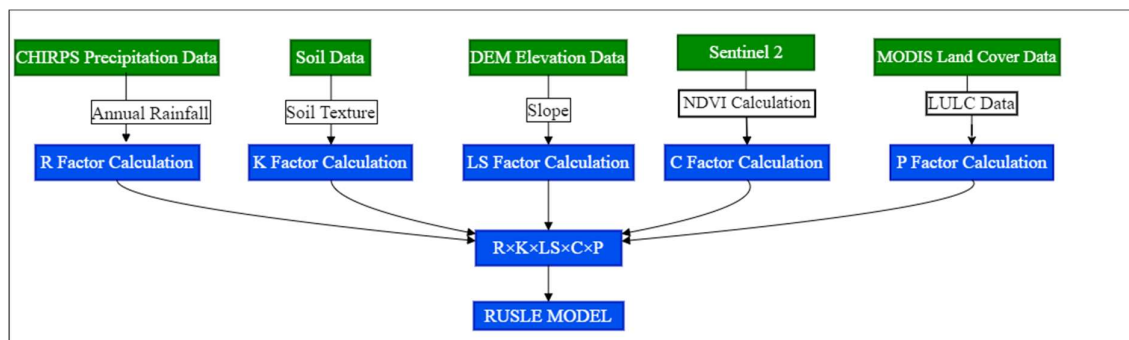 CHIRPS Precipitation Data
Soil Data
DEM Elevation Data
Sentinel 2
MODIS Land Cover Data
Annual Rainfall
Soil Texture
Slope
NDVI Calculation
LULC Data
R Factor Calculation
K Factor Calculation
LS Factor Calculation
C Factor Calculation
P Factor Calculation
R×K×LS×C×P
RUSLE MODEL